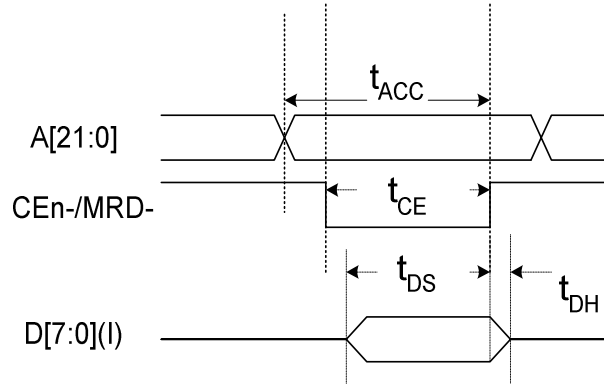 tACC
A[21:0]
tCE
CEn-/MRD-
tDS
tDH
D[7:0](I)